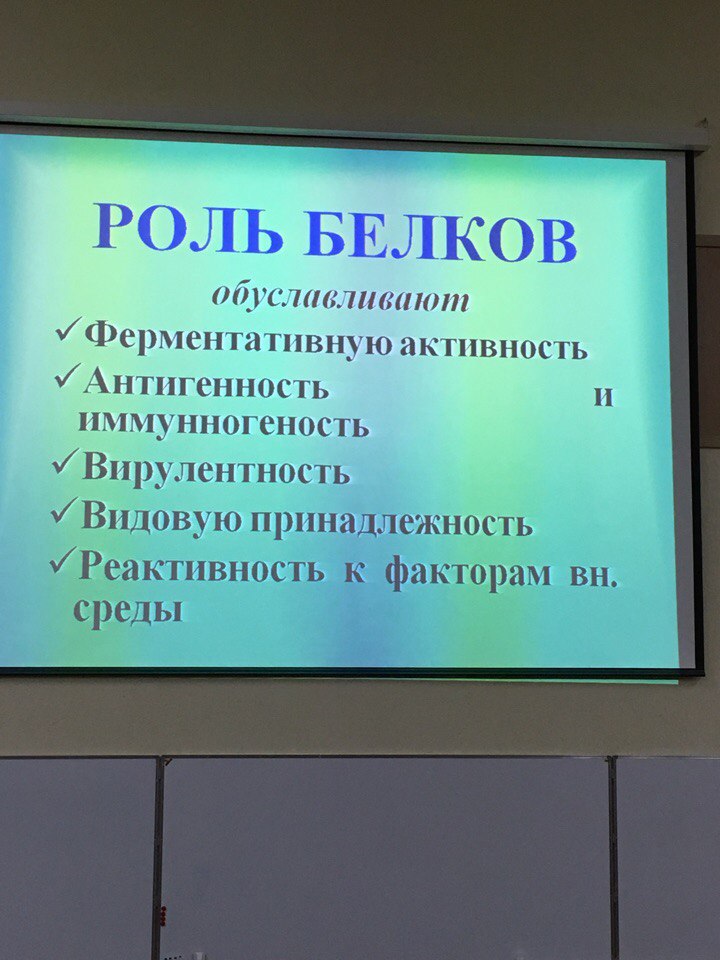 РОЛЬ БЕЛКОВ
обуславливают
✓Ферментативную активность
✓Антигенность и
иммунногеность
✓Вирулентность
✓Видовую принадлежность
✓Реактивность к факторам вн.
среды